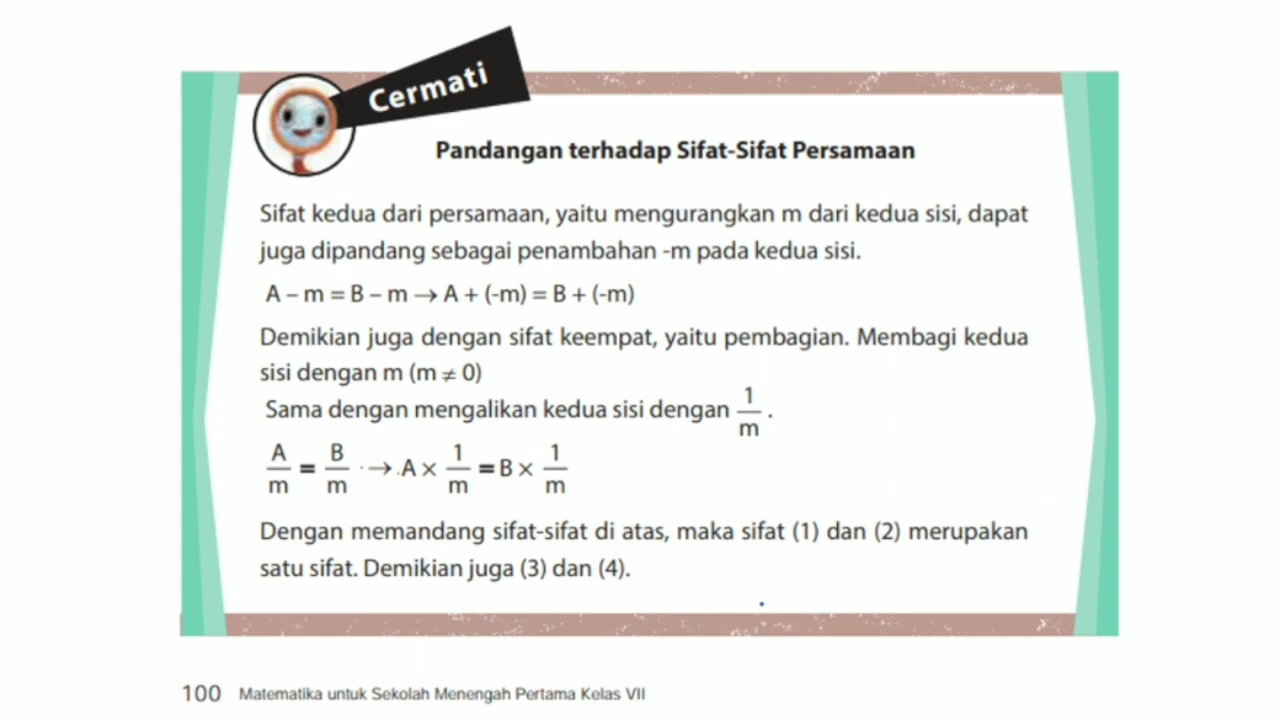 Cermati
Pandangan terhadap Sifat-Sifat Persamaan
Sifat kedua dari persamaan, yaitu mengurangkan m dari kedua sisi, dapat
juga dipandang sebagai penambahan -m pada kedua sisi.
A – m = B – m → A + (-m) = B + (-m)
Demikian juga dengan sifat keempat, yaitu pembagian. Membagi kedua
sisi dengan m (m ≠ 0)
Sama dengan mengalikan kedua sisi dengan 1/m .
A/m = B/m → A × 1/m = B × 1/m
Dengan memandang sifat-sifat di atas, maka sifat (1) dan (2) merupakan
satu sifat. Demikian juga (3) dan (4).
100 Matematika untuk Sekolah Menengah Pertama Kelas VII